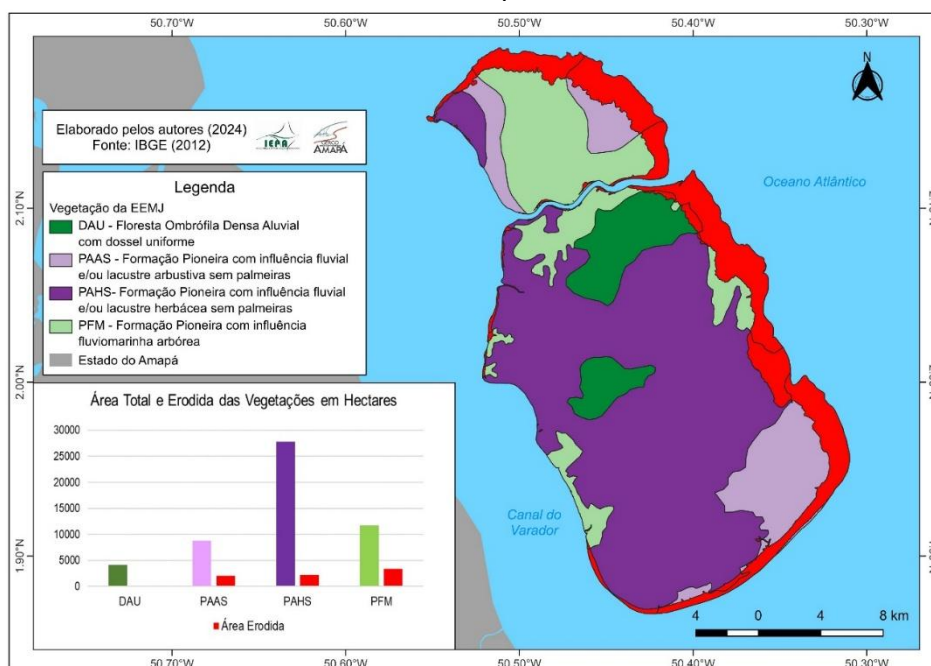 50.70°W 50.60°W 50.50°W 50.40°W 50.30°W
N
Elaborado pelos autores (2024)
Fonte: IBGE (2012)
IEPA
AMAPÁ
Legenda
Vegetação da EEMJ
DAU - Floresta Ombrófila Densa Aluvial
com dossel uniforme
PAAS - Formação Pioneira com influência fluvial
e/ou lacustre arbustiva sem palmeiras
PAHS- Formação Pioneira com influência fluvial
e/ou lacustre herbácea sem palmeiras
PFM - Formação Pioneira com influência
fluviomarinha arbórea
Estado do Amapá
Oceano Atlântico
2.10°N
2.00°N
1.90°N
Área Total e Erodida das Vegetações em Hectares
30000
25000
20000
15000
10000
5000
0
DAU PAAS PAHS PFM
Área Erodida
Canal do
Varador
4 0 4 8 km
50.70°W 50.60°W 50.50°W 50.40°W 50.30°W